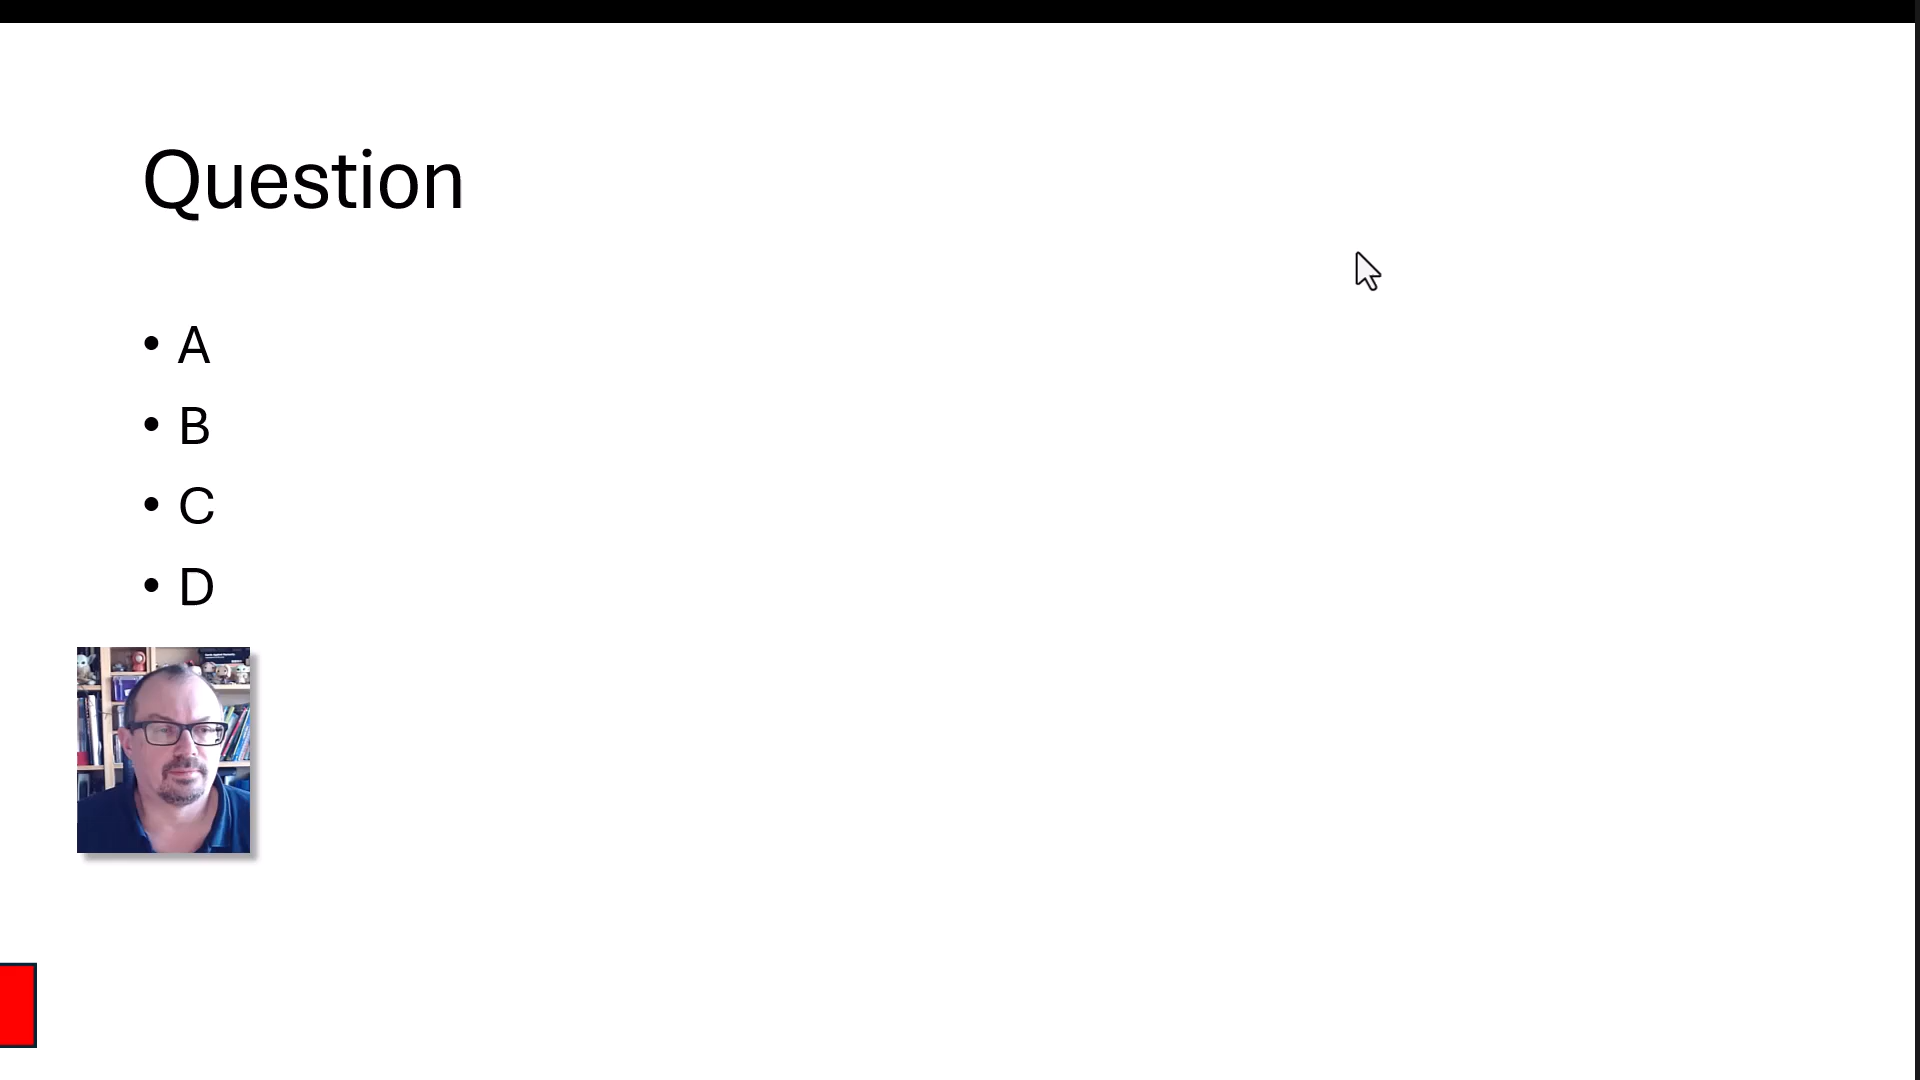 Question
• A
• B
• C
• D